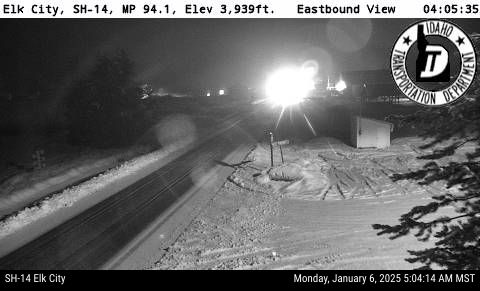 Elk City, SH-14, MP 94.1, Elev 3,939ft. Eastbound View 04:05:35
IDAHO
TRANSPORTATION DEPARTMENT
SH-14 Elk City Monday, January 6, 2025 5:04:14 AM MST